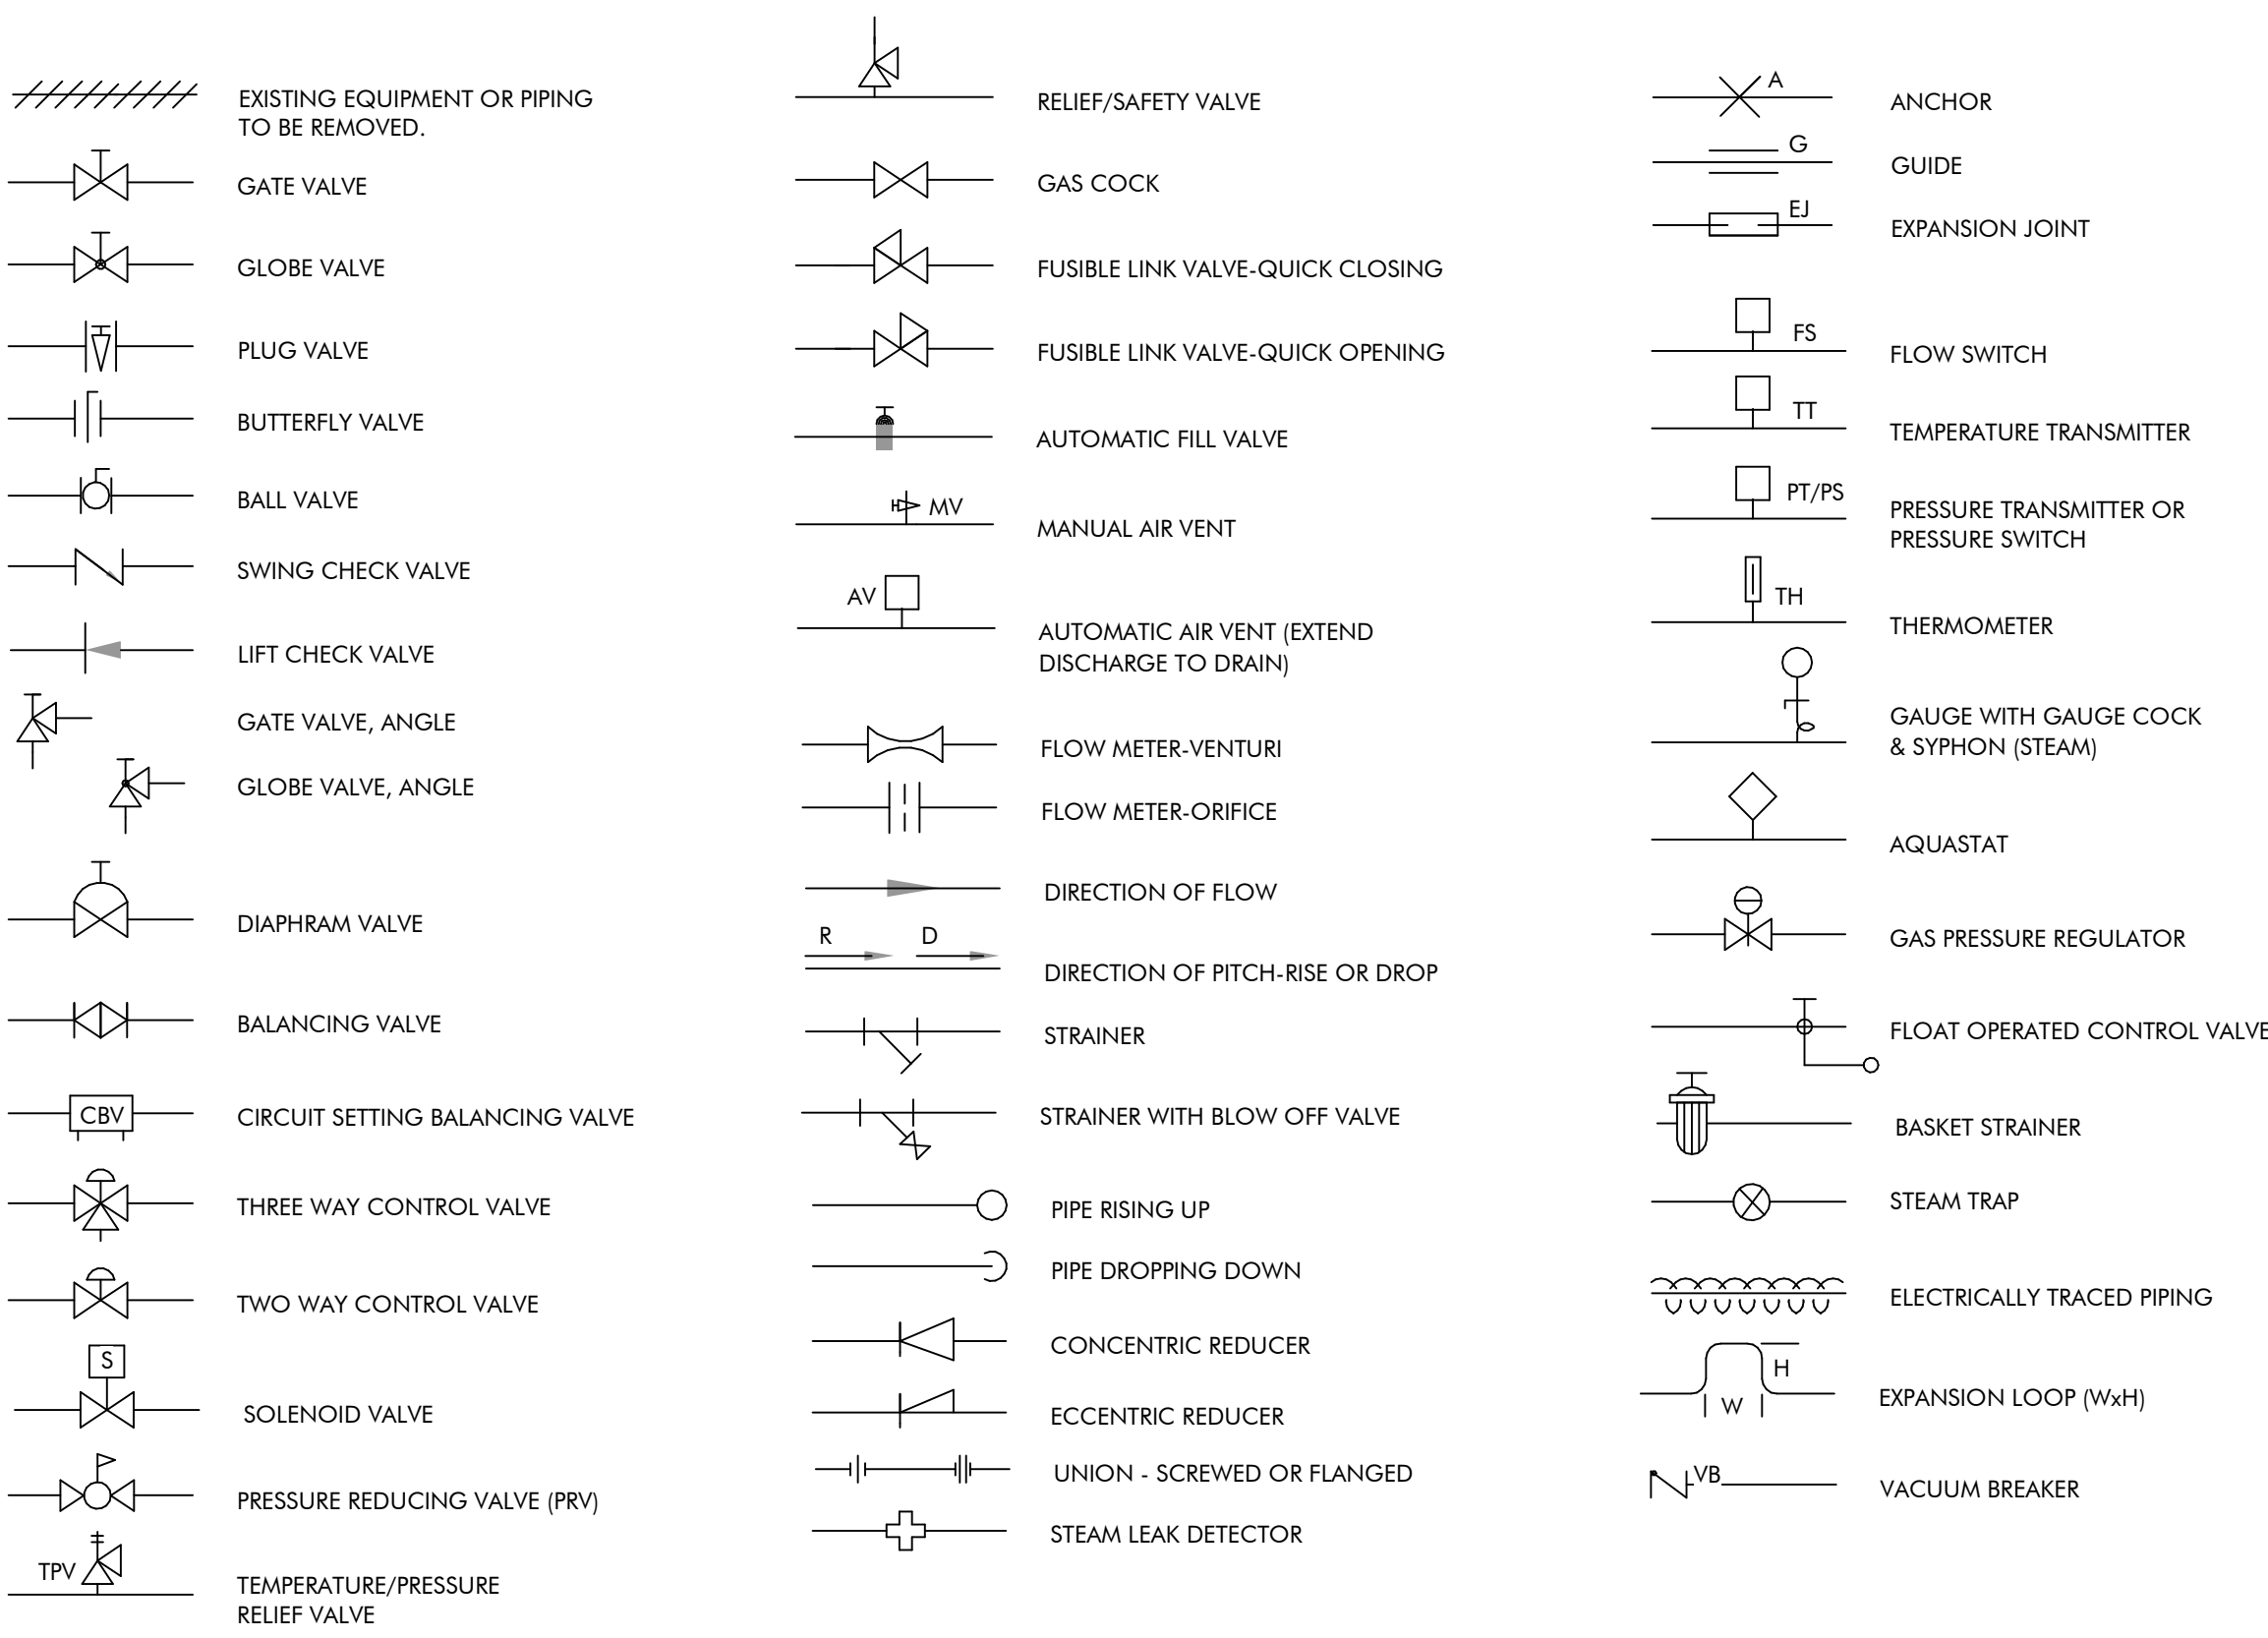 EXISTING EQUIPMENT OR PIPING
TO BE REMOVED.
GATE VALVE
GLOBE VALVE
PLUG VALVE
BUTTERFLY VALVE
BALL VALVE
SWING CHECK VALVE
LIFT CHECK VALVE
GATE VALVE, ANGLE
GLOBE VALVE, ANGLE
DIAPHRAM VALVE
BALANCING VALVE
CBV
CIRCUIT SETTING BALANCING VALVE
THREE WAY CONTROL VALVE
TWO WAY CONTROL VALVE
S
SOLENOID VALVE
PRESSURE REDUCING VALVE (PRV)
TPV
TEMPERATURE/PRESSURE
RELIEF VALVE
RELIEF/SAFETY VALVE
GAS COCK
FUSIBLE LINK VALVE-QUICK CLOSING
FUSIBLE LINK VALVE-QUICK OPENING
AUTOMATIC FILL VALVE
MV
MANUAL AIR VENT
AV
AUTOMATIC AIR VENT (EXTEND
DISCHARGE TO DRAIN)
FLOW METER-VENTURI
FLOW METER-ORIFICE
DIRECTION OF FLOW
R D
DIRECTION OF PITCH-RISE OR DROP
STRAINER
STRAINER WITH BLOW OFF VALVE
PIPE RISING UP
PIPE DROPPING DOWN
CONCENTRIC REDUCER
ECCENTRIC REDUCER
UNION - SCREWED OR FLANGED
STEAM LEAK DETECTOR
A
ANCHOR
G
GUIDE
EJ
EXPANSION JOINT
FS
FLOW SWITCH
TT
TEMPERATURE TRANSMITTER
PT/PS
PRESSURE TRANSMITTER OR
PRESSURE SWITCH
TH
THERMOMETER
GAUGE WITH GAUGE COCK
& SYPHON (STEAM)
AQUASTAT
GAS PRESSURE REGULATOR
FLOAT OPERATED CONTROL VALVE
BASKET STRAINER
STEAM TRAP
ELECTRICALLY TRACED PIPING
H
W
EXPANSION LOOP (WxH)
VB
VACUUM BREAKER